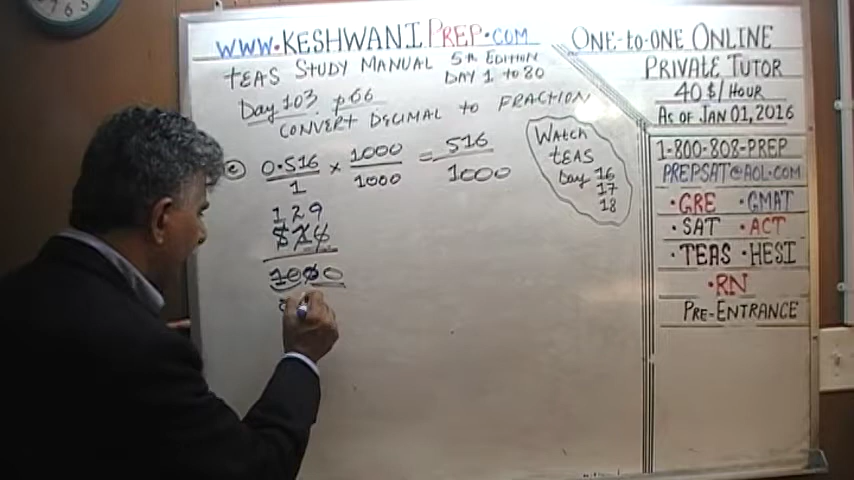 WWW.KESHWANIPREP.COM
TEAS STUDY MANUAL 5th EDITION
DAY 1 to 80
Day 103. p66
CONVERT DECIMAL to FRACTION
c 0.516/1 × 1000/1000 = 516/1000
129
516
1000
Watch
tEAS
Day 16
17
18
ONE-to-ONE ONLINE
PRIVATE TUTOR
40$/HOUR
AS OF JAN 01, 2016
1-800-808-PREP
PREPSAT@AOL.COM
•GRE •GMAT
•SAT •ACT
•TEAS •HESI
•RN
PRE-ENTRANCE